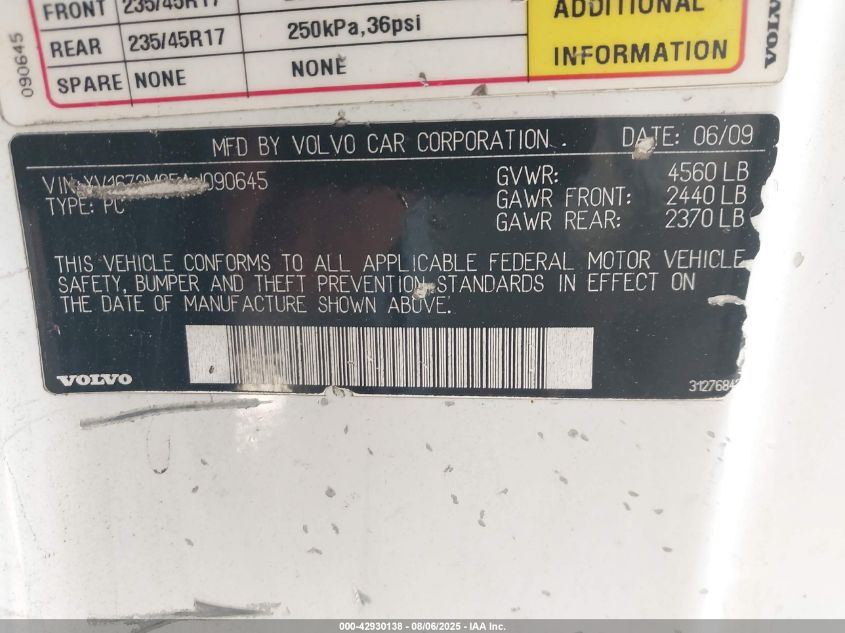 FRONT 235/45R17
ADDITIONAL
REAR 235/45R17 250kPa,36psi
INFORMATION
SPARE NONE NONE
090645
VOLVO
MFD BY VOLVO CAR CORPORATION . DATE: 06/09
GVWR: 4560 LB
TYPE: PC
GAWR FRONT: 2440 LB
GAWR REAR: 2370 LB
THIS VEHICLE CONFORMS TO ALL APPLICABLE FEDERAL MOTOR VEHICLE
SAFETY, BUMPER AND THEFT PREVENTION STANDARDS IN EFFECT ON
THE DATE OF MANUFACTURE SHOWN ABOVE.
VOLVO
000-42930138 - 08/06/2025 - IAA Inc.